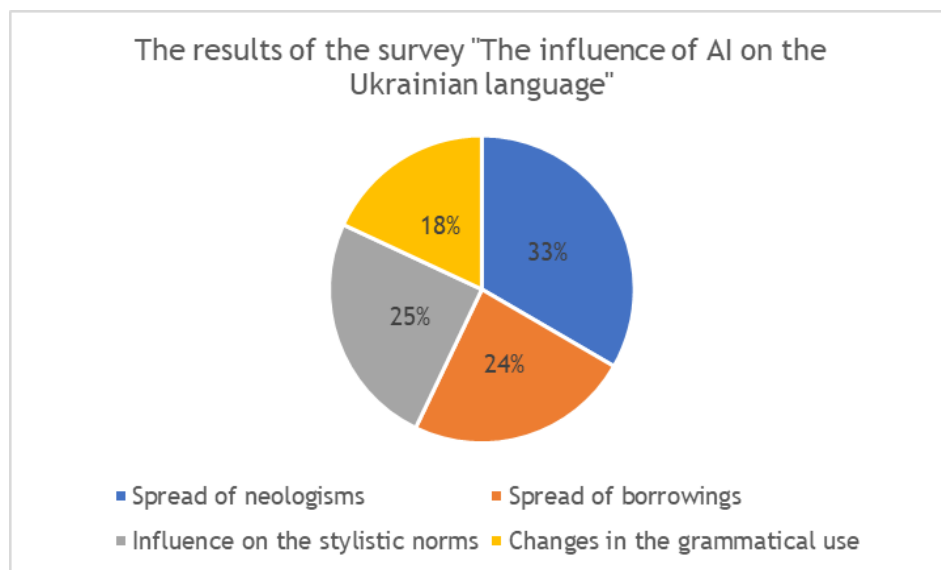 The results of the survey "The influence of AI on the
Ukrainian language"
18%
33%
25%
24%
Spread of neologisms
Spread of borrowings
Influence on the stylistic norms
Changes in the grammatical use